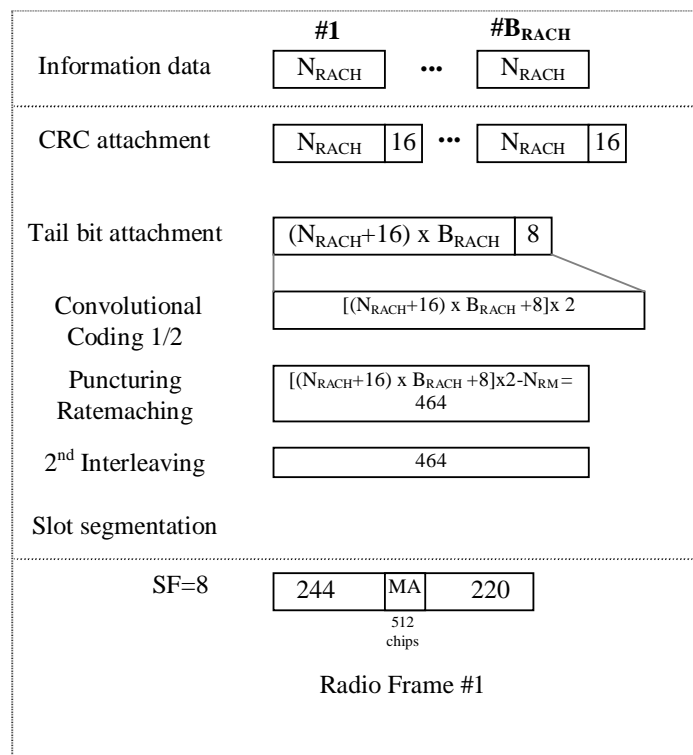 #1 #B_RACH
Information data N_RACH ... N_RACH
CRC attachment N_RACH 16 ... N_RACH 16
Tail bit attachment (N_RACH+16) x B_RACH 8
Convolutional
Coding 1/2
[(N_RACH+16) x B_RACH +8]x 2
Puncturing
Ratemaching
[(N_RACH+16) x B_RACH +8]x2-N_RM =
464
2nd Interleaving 464
Slot segmentation
SF=8 244 MA 220
512
chips
Radio Frame #1